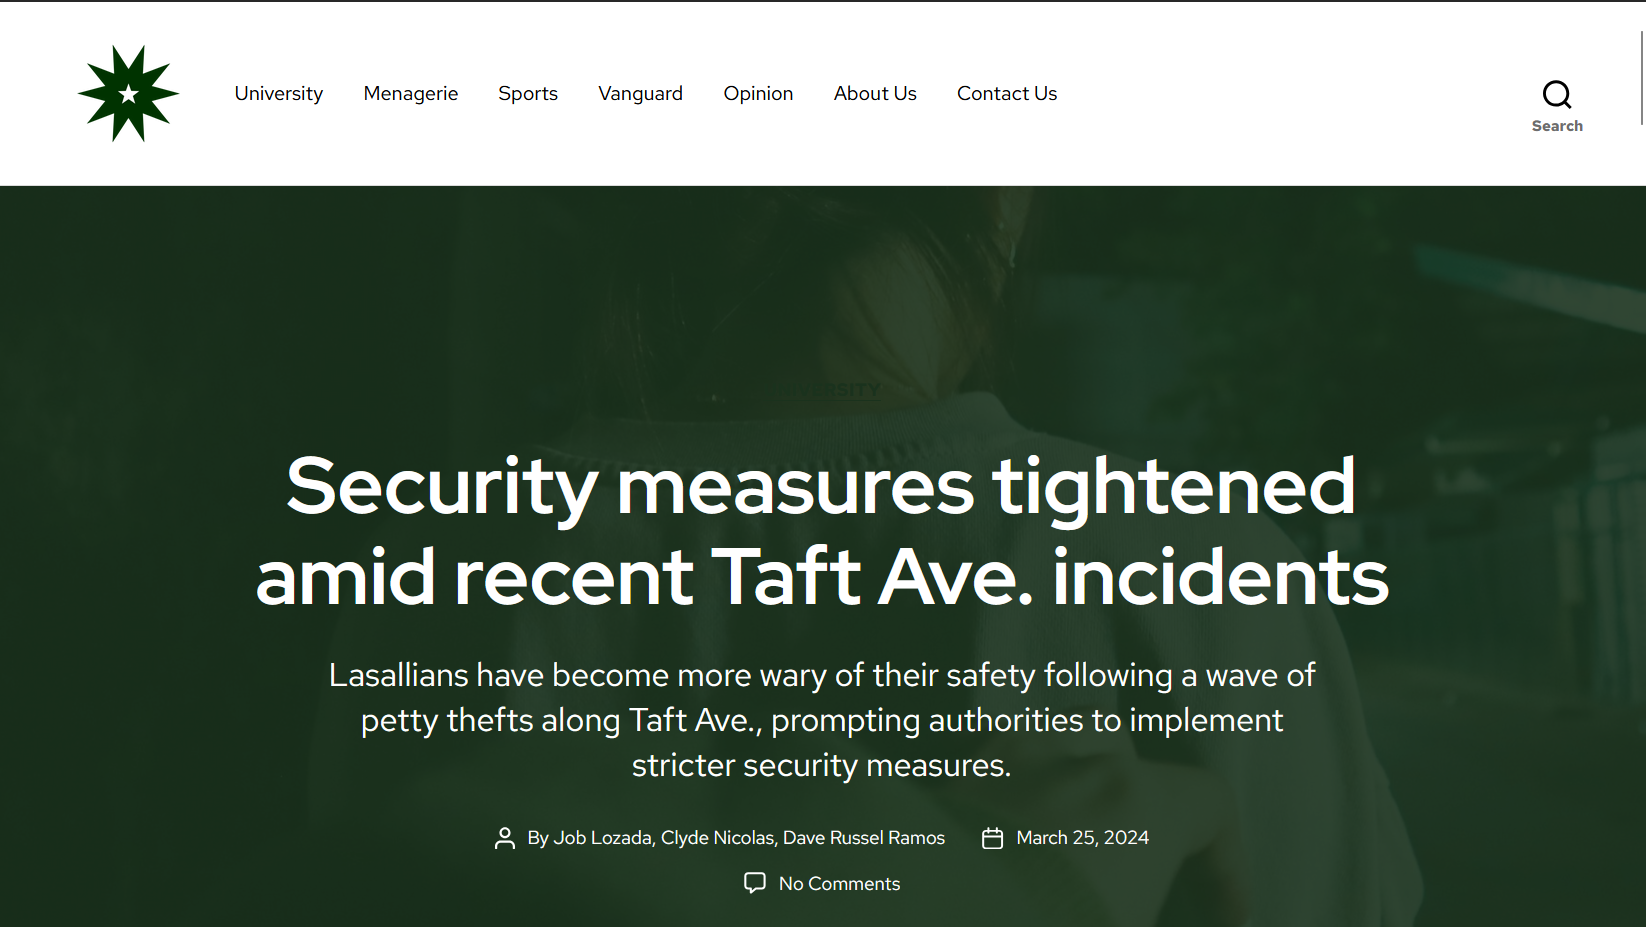 University
Menagerie
Sports
Vanguard
Opinion
About Us
Contact Us
Search
UNIVERSITY
Security measures tightened
amid recent Taft Ave. incidents
Lasallians have become more wary of their safety following a wave of
petty thefts along Taft Ave., prompting authorities to implement
stricter security measures.
By Job Lozada, Clyde Nicolas, Dave Russel Ramos
March 25, 2024
No Comments